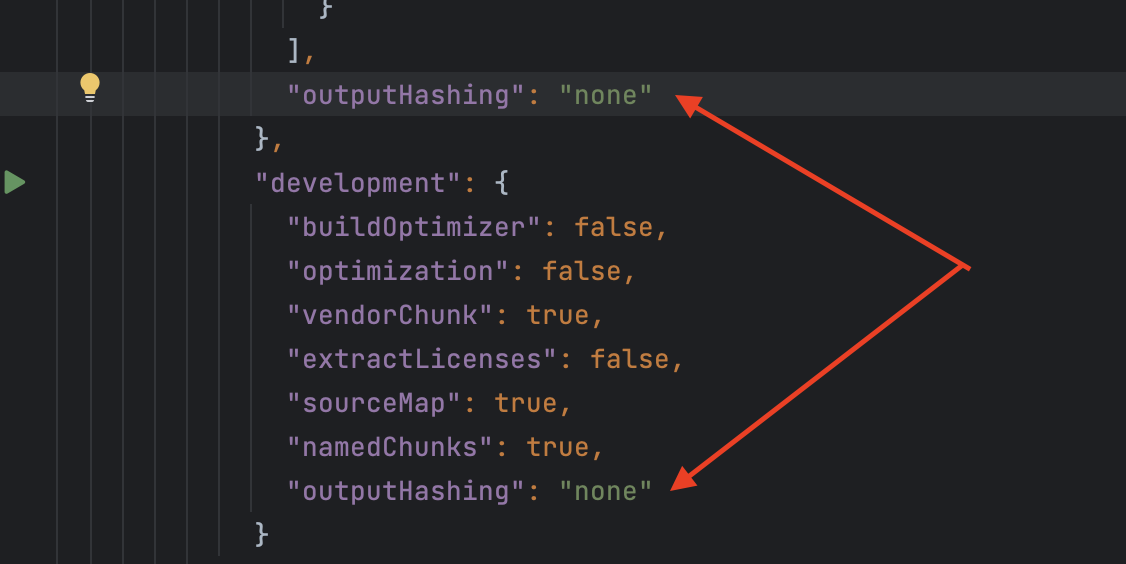 }
],
"outputHashing": "none"
},
"development": {
"buildOptimizer": false,
"optimization": false,
"vendorChunk": true,
"extractLicenses": false,
"sourceMap": true,
"namedChunks": true,
"outputHashing": "none"
}